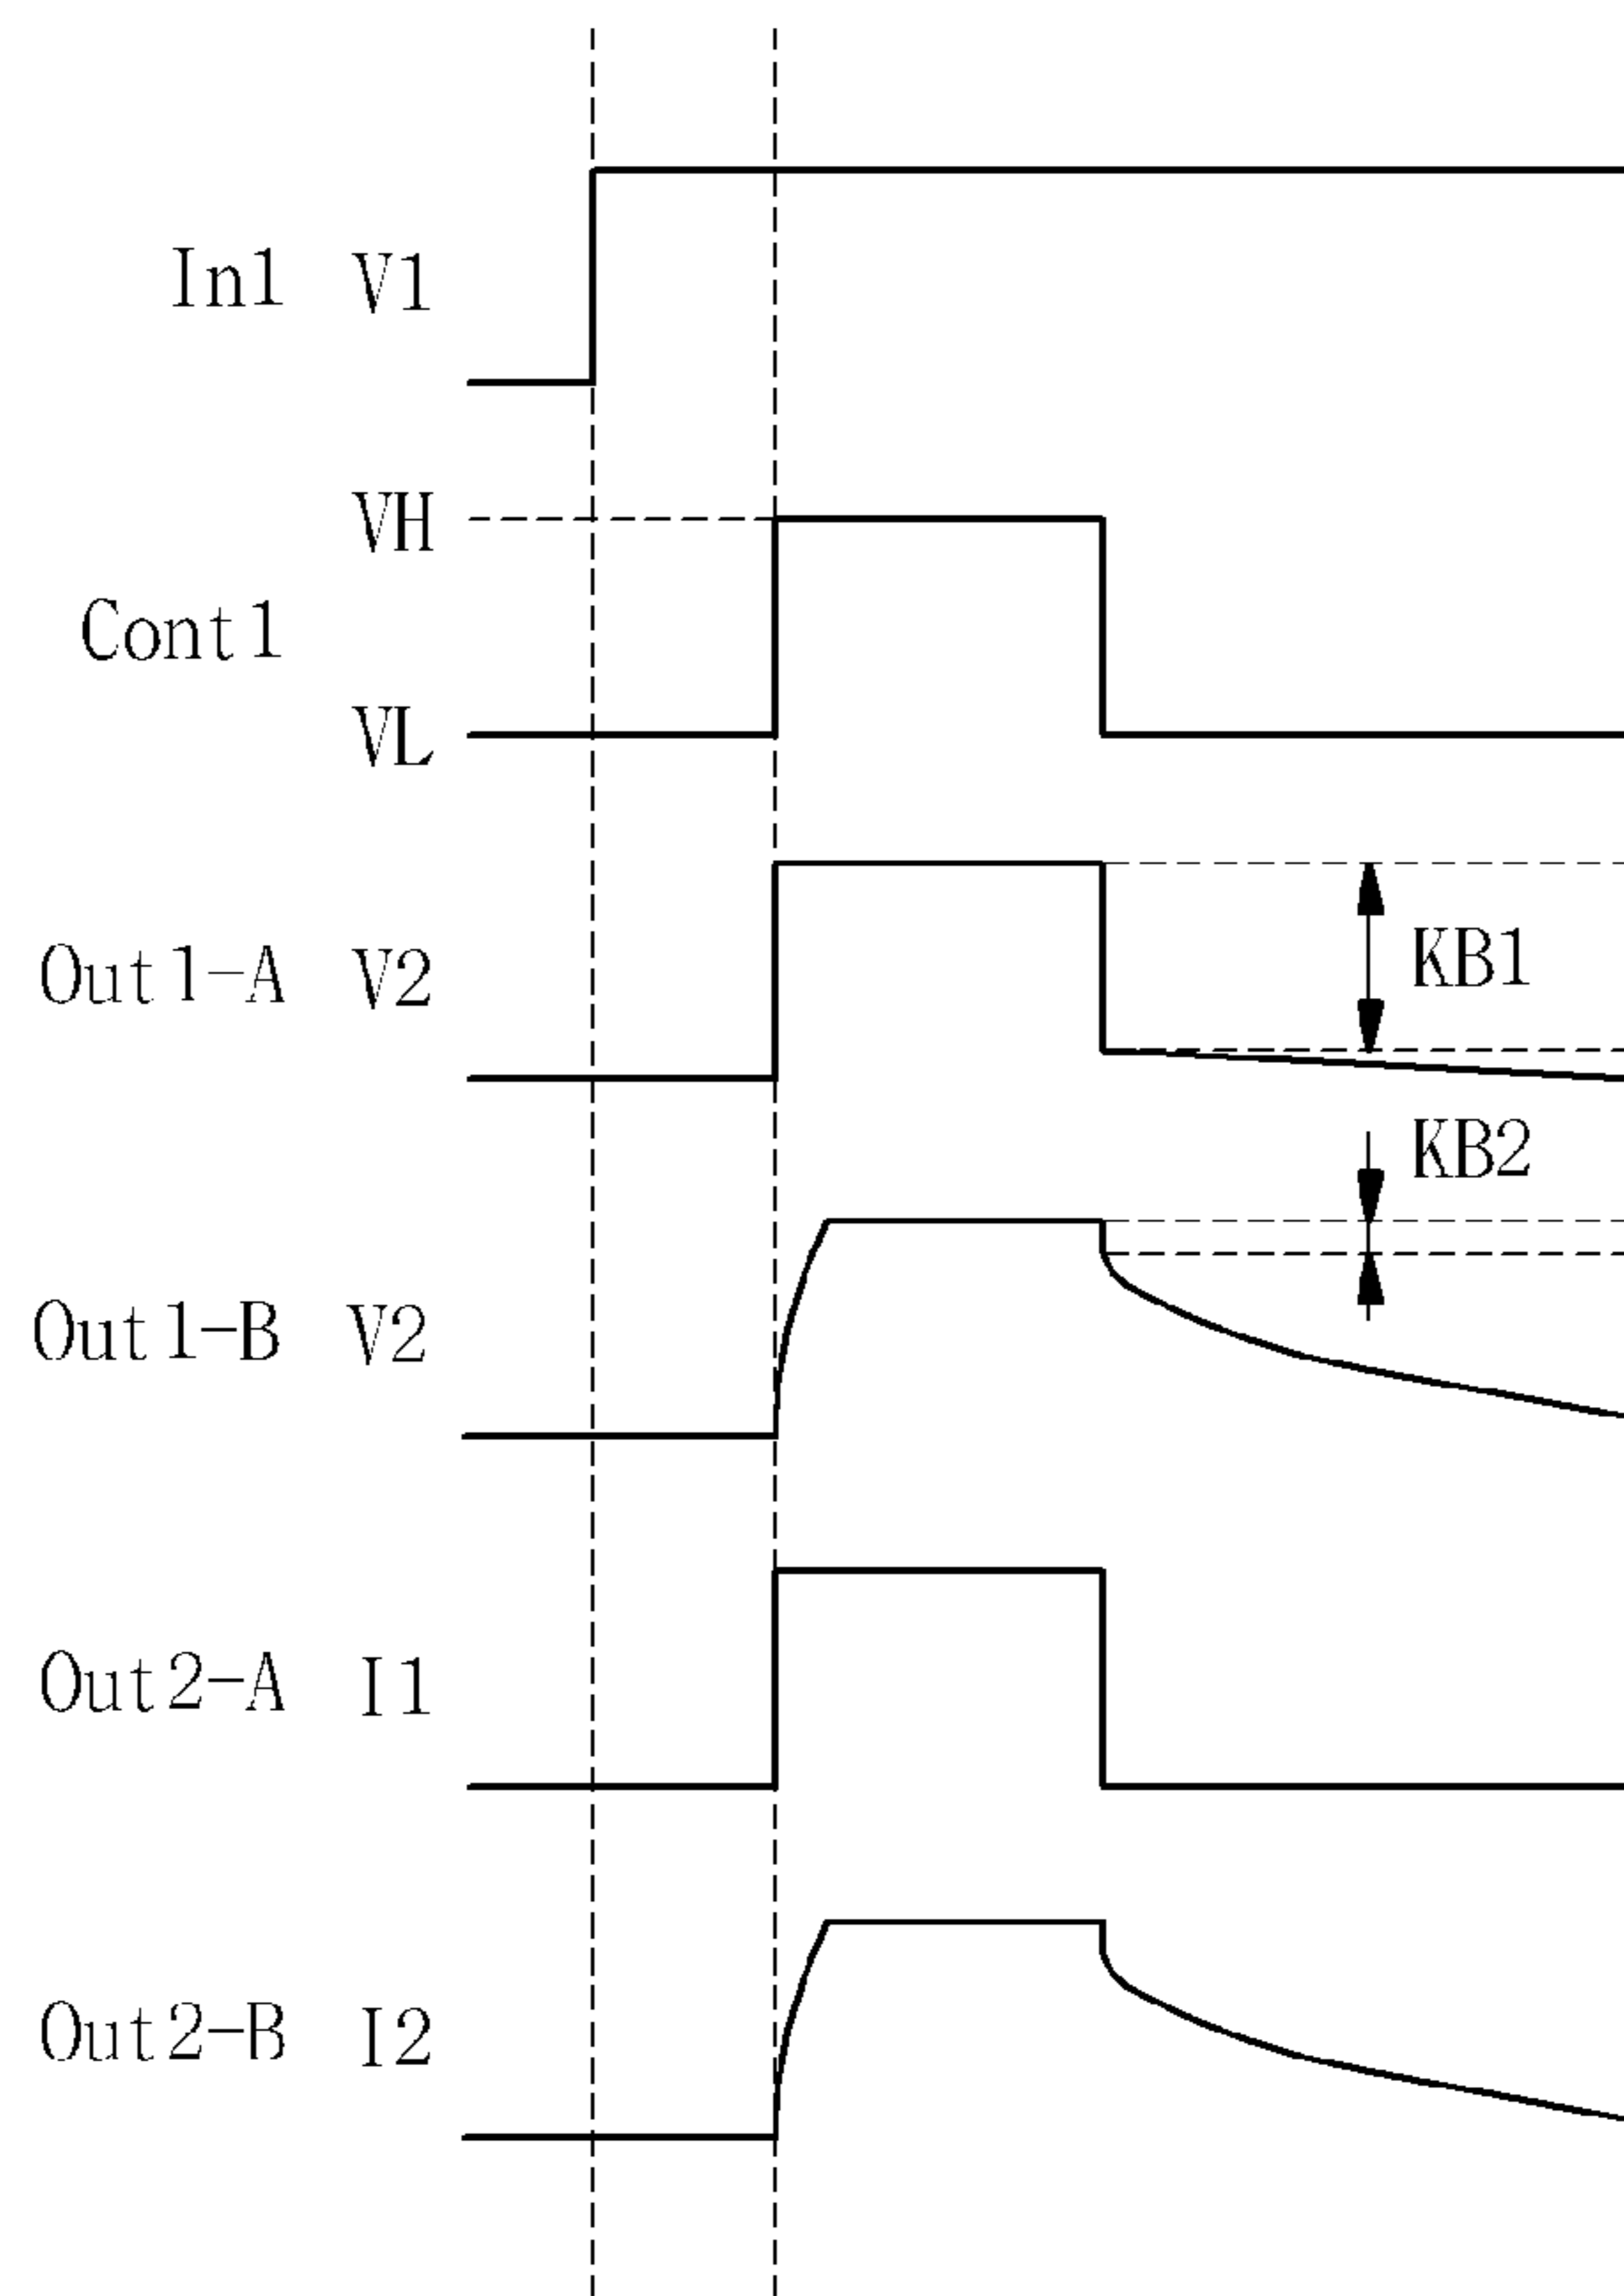 In1 V1
VH
Cont1
VL
Out1-A V2
KB1
KB2
Out1-B V2
Out2-A I1
Out2-B I2